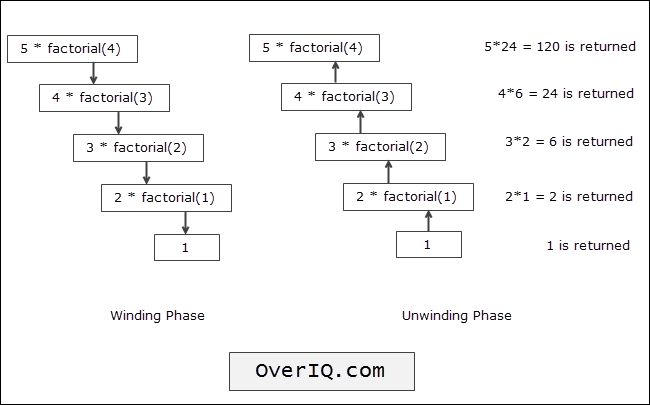 5 * factorial(4)
4 * factorial(3)
3 * factorial(2)
2 * factorial(1)
1
Winding Phase
5 * factorial(4)
4 * factorial(3)
3 * factorial(2)
2 * factorial(1)
1
Unwinding Phase
5*24 = 120 is returned
4*6 = 24 is returned
3*2 = 6 is returned
2*1 = 2 is returned
1 is returned
OverIQ.com